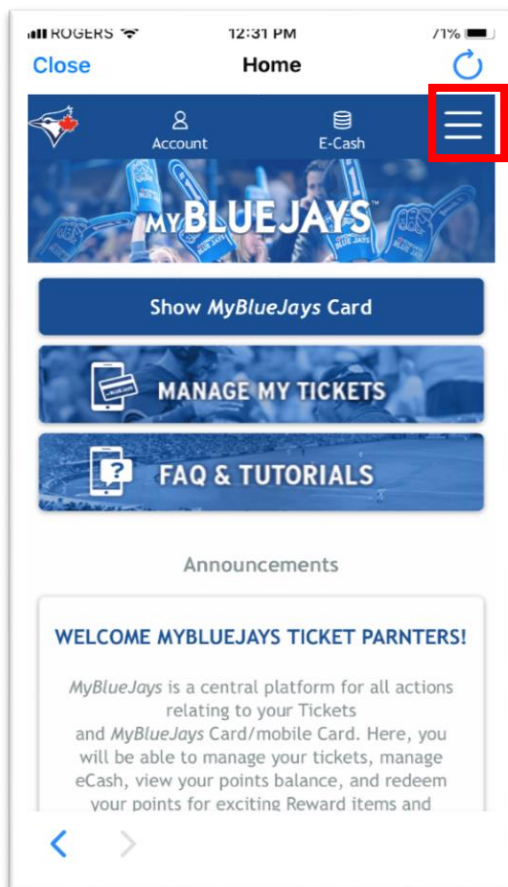 ROGERS 12:31 PM 71%
Close Home
Account E-Cash
MYBLUEJAYS™
Show MyBlueJays Card
MANAGE MY TICKETS
?
FAQ & TUTORIALS
Announcements
WELCOME MYBLUEJAYS TICKET PARNTERS!
MyBlueJays is a central platform for all actions
relating to your Tickets
and MyBlueJays Card/mobile Card. Here, you
will be able to manage your tickets, manage
eCash, view your points balance, and redeem
your points for exciting Reward items and